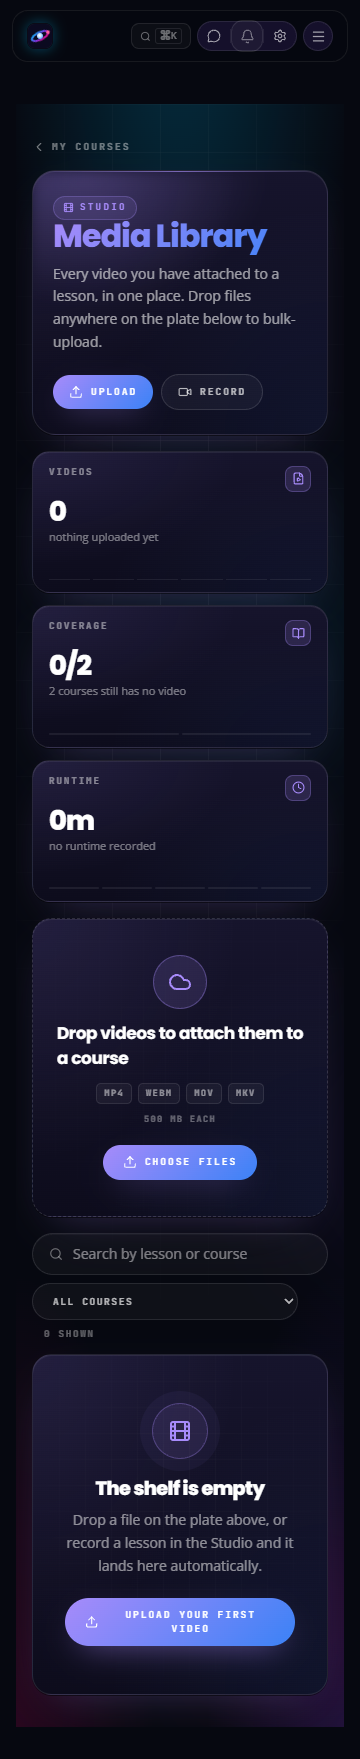 ⌘K
MY COURSES
STUDIO
Media Library
Every video you have attached to a
lesson, in one place. Drop files
anywhere on the plate below to bulk-
upload.
UPLOAD
RECORD
VIDEOS
0
nothing uploaded yet
COVERAGE
0/2
2 courses still has no video
RUNTIME
0m
no runtime recorded
Drop videos to attach them to
a course
MP4 WEBM MOV MKV
500 MB EACH
CHOOSE FILES
Search by lesson or course
ALL COURSES
0 SHOWN
The shelf is empty
Drop a file on the plate above, or
record a lesson in the Studio and it
lands here automatically.
UPLOAD YOUR FIRST
VIDEO